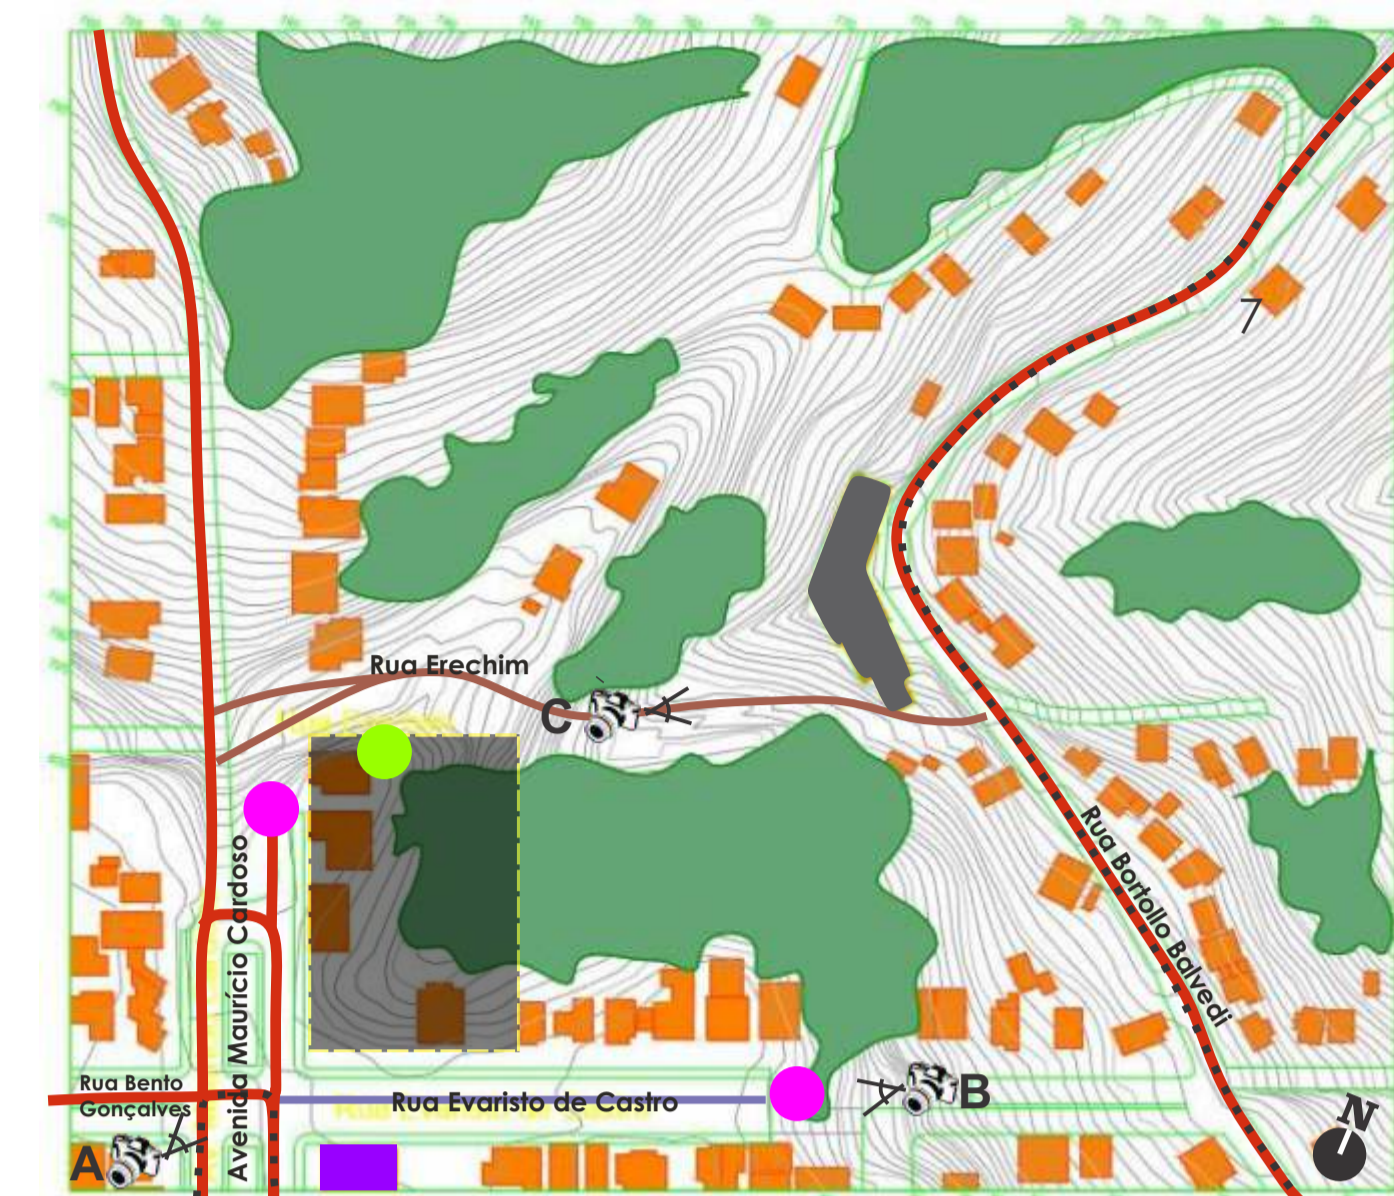 Rua Erechim
C
Rua Bortollo Balvedi
Avenida Maurício Cardoso
Rua Bento
Gonçalves
Rua Evaristo de Castro
B
A
N